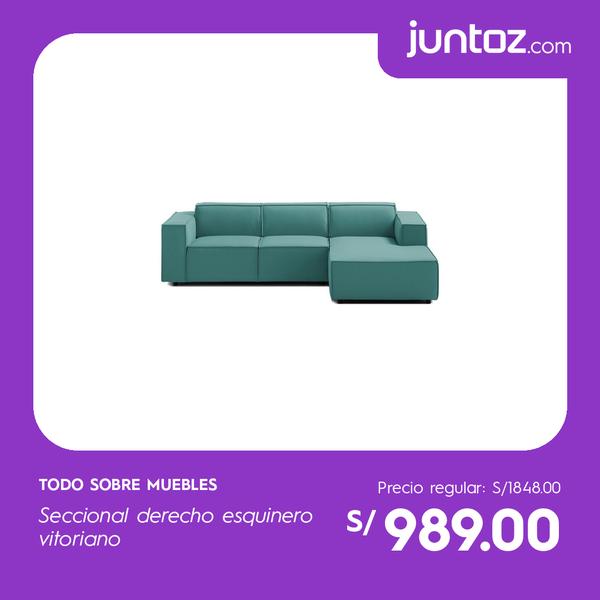 juntoz.com
TODO SOBRE MUEBLES
Seccional derecho esquinero
vitoriano
Precio regular: S/1848.00
S/ 989.00